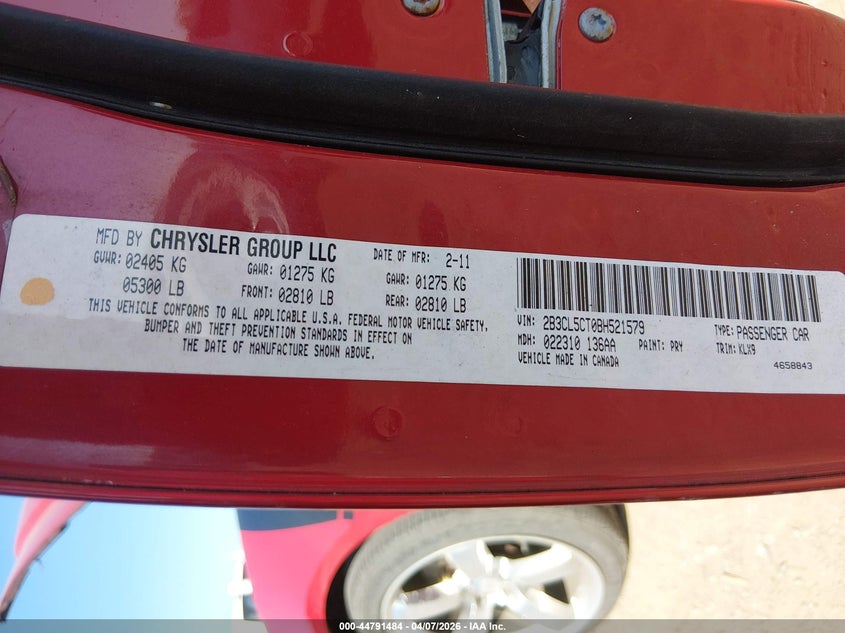 MFD BY CHRYSLER GROUP LLC DATE OF MFR: 2-11
GVWR: 02405 KG GAWR: 01275 KG GAWR: 01275 KG
05300 LB FRONT: 02810 LB REAR: 02810 LB
THIS VEHICLE CONFORMS TO ALL APPLICABLE U.S.A. FEDERAL MOTOR VEHICLE SAFETY,
BUMPER AND THEFT PREVENTION STANDARDS IN EFFECT ON
THE DATE OF MANUFACTURE SHOWN ABOVE.
VIN: 2B3CL5CT0BH521579 TYPE: PASSENGER CAR
MDH: 022310 136AA PAINT: PRY TRIM: KLX9
VEHICLE MADE IN CANADA 4658843
000-44791484 - 04/07/2026 - IAA Inc.